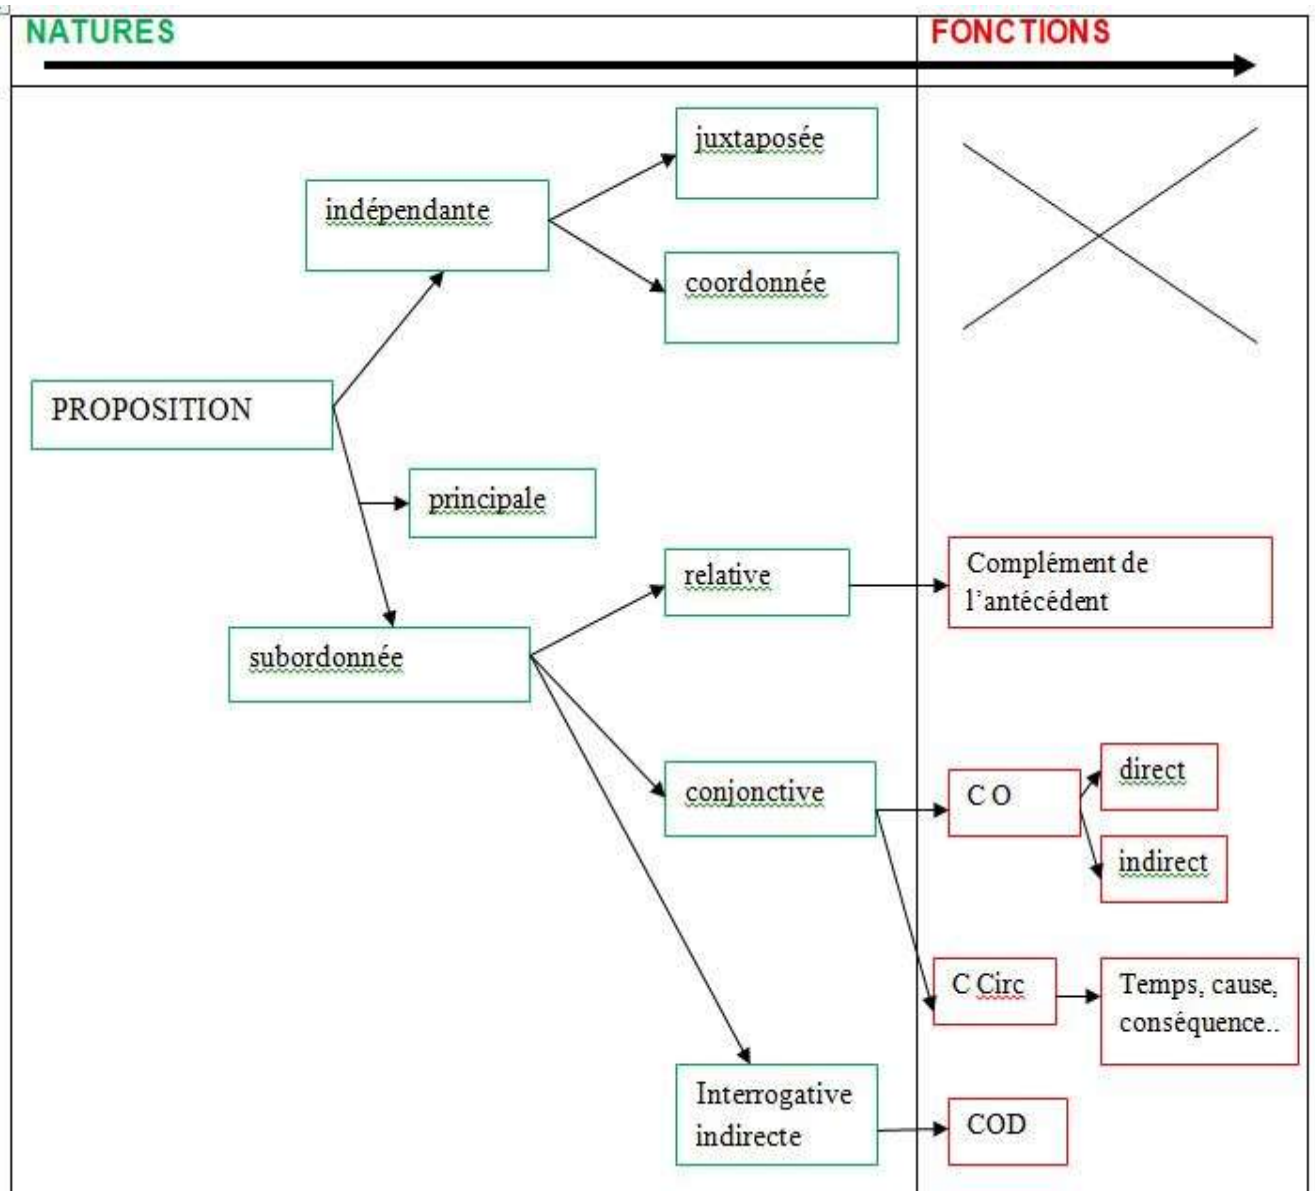 NATURES
FONCTIONS
juxtaposée
indépendante
coordonnée
PROPOSITION
principale
relative
Complément de
l’antécédent
subordonnée
direct
conjonctive
C O
indirect
C Circ
Temps, cause,
conséquence..
Interrogative
indirecte
COD